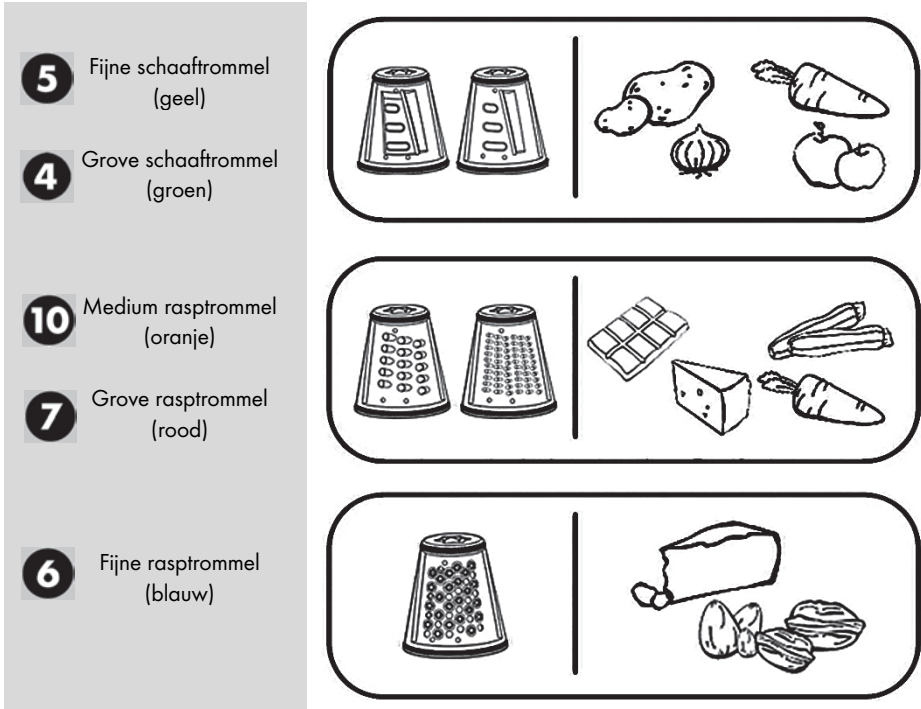 5 Fijne schaaftrommel
(geel)
4 Grove schaaftrommel
(groen)
10 Medium rasptrommel
(oranje)
7 Grove rasptrommel
(rood)
6 Fijne rasptrommel
(blauw)